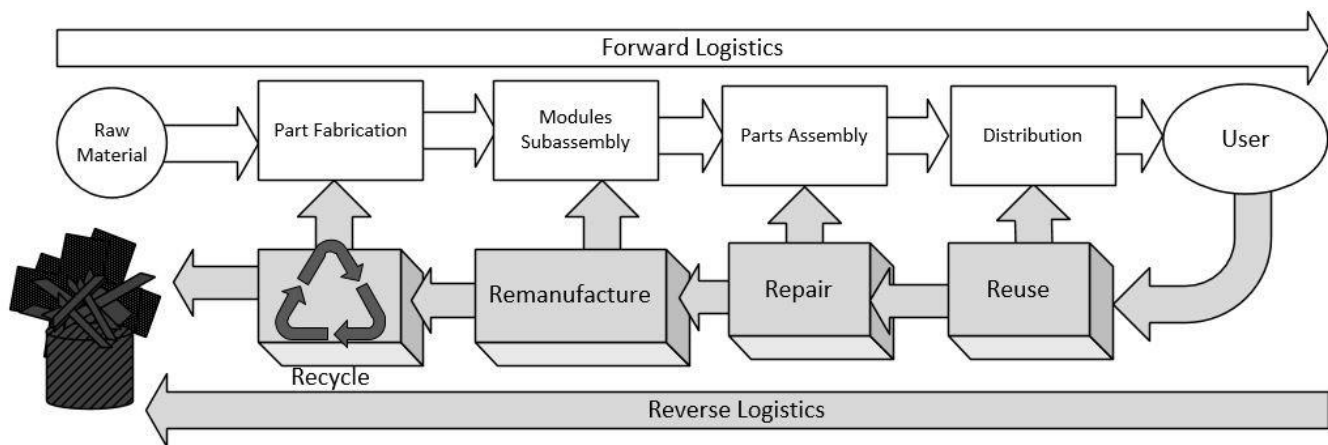 Forward Logistics
Raw
Material
Part Fabrication
Modules
Subassembly
Parts Assembly
Distribution
User
Remanufacture
Repair
Reuse
Recycle
Reverse Logistics